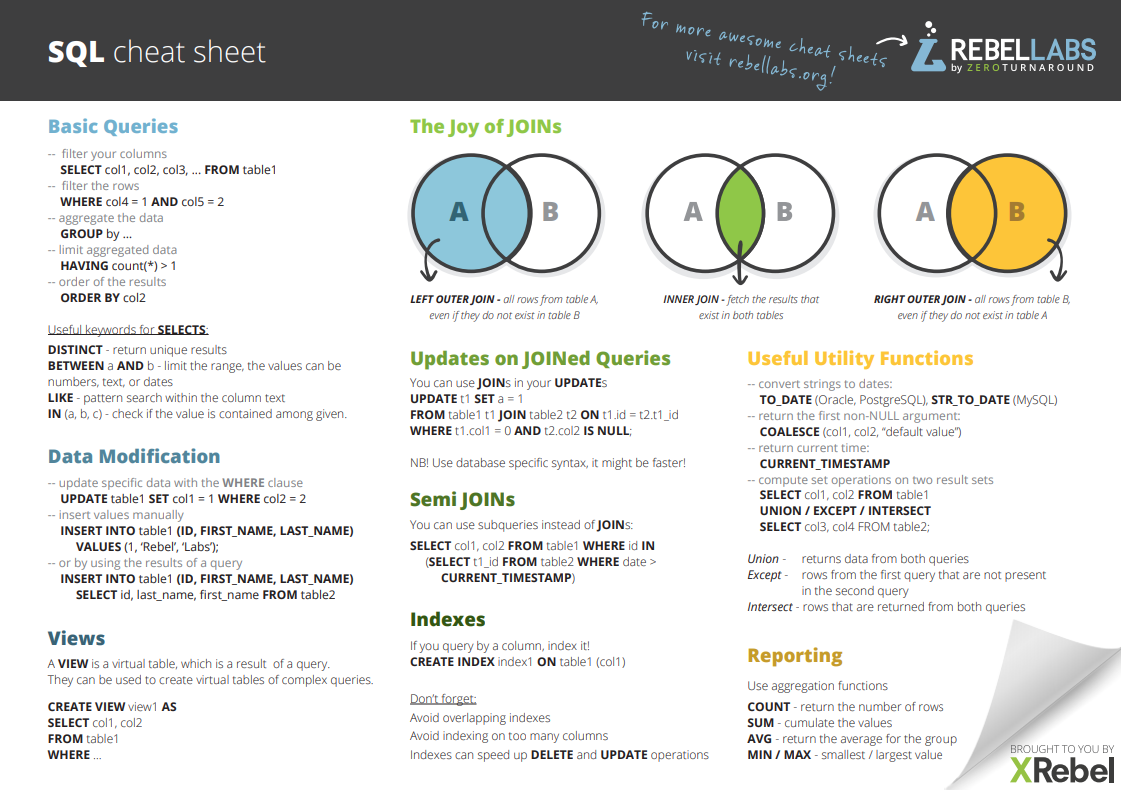 SQL cheat sheet
For more awesome cheat sheets
visit rebellabs.org!
REBELLABS
by ZEROTURNAROUND
Basic Queries
-- filter your columns
SELECT col1, col2, col3, ... FROM table1
-- filter the rows
WHERE col4 = 1 AND col5 = 2
-- aggregate the data
GROUP by ...
-- limit aggregated data
HAVING count(*) > 1
-- order of the results
ORDER BY col2
Useful keywords for SELECTS:
DISTINCT - return unique results
BETWEEN a AND b - limit the range, the values can be
numbers, text, or dates
LIKE - pattern search within the column text
IN (a, b, c) - check if the value is contained among given.
Data Modification
-- update specific data with the WHERE clause
UPDATE table1 SET col1 = 1 WHERE col2 = 2
-- insert values manually
INSERT INTO table1 (ID, FIRST_NAME, LAST_NAME)
VALUES (1, ‘Rebel’, ‘Labs’);
-- or by using the results of a query
INSERT INTO table1 (ID, FIRST_NAME, LAST_NAME)
SELECT id, last_name, first_name FROM table2
Views
A VIEW is a virtual table, which is a result of a query.
They can be used to create virtual tables of complex queries.
CREATE VIEW view1 AS
SELECT col1, col2
FROM table1
WHERE ...
The Joy of JOINs
A B
A B
A B
LEFT OUTER JOIN - all rows from table A,
even if they do not exist in table B
INNER JOIN - fetch the results that
exist in both tables
RIGHT OUTER JOIN - all rows from table B,
even if they do not exist in table A
Updates on JOINed Queries
You can use JOINs in your UPDATEs
UPDATE t1 SET a = 1
FROM table1 t1 JOIN table2 t2 ON t1.id = t2.t1_id
WHERE t1.col1 = 0 AND t2.col2 IS NULL;
NB! Use database specific syntax, it might be faster!
Semi JOINs
You can use subqueries instead of JOINs:
SELECT col1, col2 FROM table1 WHERE id IN
(SELECT t1_id FROM table2 WHERE date >
CURRENT_TIMESTAMP)
Indexes
If you query by a column, index it!
CREATE INDEX index1 ON table1 (col1)
Don’t forget:
Avoid overlapping indexes
Avoid indexing on too many columns
Indexes can speed up DELETE and UPDATE operations
Useful Utility Functions
-- convert strings to dates:
TO_DATE (Oracle, PostgreSQL), STR_TO_DATE (MySQL)
-- return the first non-NULL argument:
COALESCE (col1, col2, “default value”)
-- return current time:
CURRENT_TIMESTAMP
-- compute set operations on two result sets
SELECT col1, col2 FROM table1
UNION / EXCEPT / INTERSECT
SELECT col3, col4 FROM table2;
Union - returns data from both queries
Except - rows from the first query that are not present
in the second query
Intersect - rows that are returned from both queries
Reporting
Use aggregation functions
COUNT - return the number of rows
SUM - cumulate the values
AVG - return the average for the group
MIN / MAX - smallest / largest value
BROUGHT TO YOU BY
XRebel